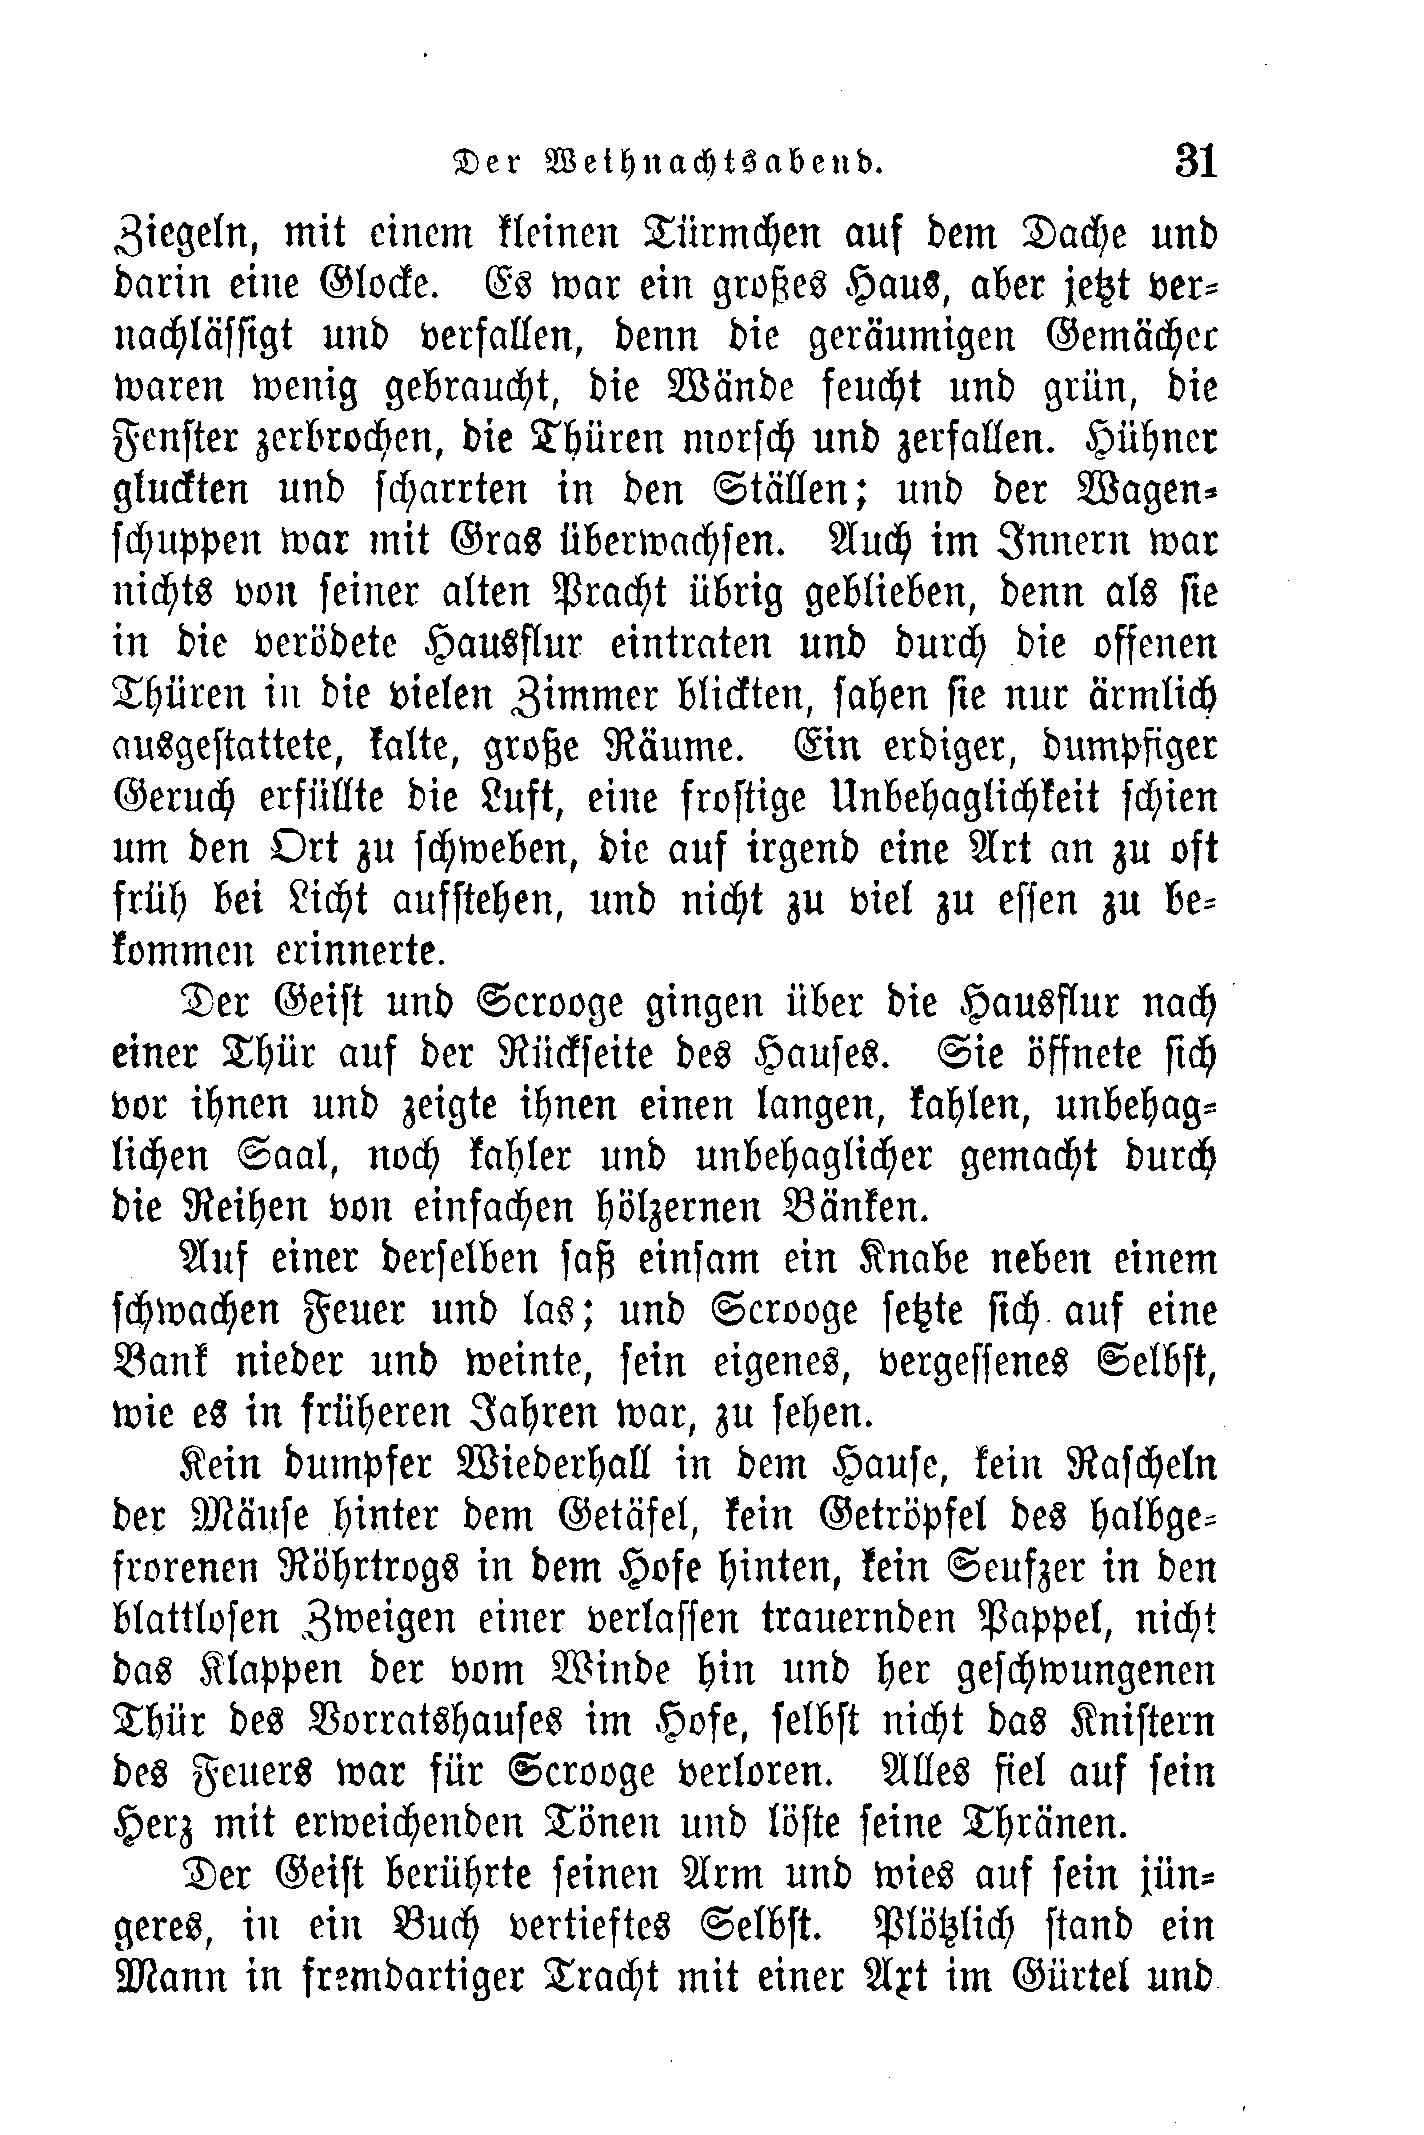 Der Weihnachtsabend. 31
Ziegeln, mit einem kleinen Türmchen auf dem Dache und
darin eine Glocke. Es war ein großes Haus, aber jetzt ver-
nachlässigt und verfallen, denn die geräumigen Gemächer
waren wenig gebraucht, die Wände feucht und grün, die
Fenster zerbrochen, die Thüren morsch und zerfallen. Hühner
gluckten und scharrten in den Ställen; und der Wagen-
schuppen war mit Gras überwachsen. Auch im Innern war
nichts von seiner alten Pracht übrig geblieben, denn als sie
in die verödete Hausflur eintraten und durch die offenen
Thüren in die vielen Zimmer blickten, sahen sie nur ärmlich
ausgestattete, kalte, große Räume. Ein erdiger, dumpfiger
Geruch erfüllte die Luft, eine frostige Unbehaglichkeit schien
um den Ort zu schweben, die auf irgend eine Art an zu oft
früh bei Licht aufstehen, und nicht zu viel zu essen zu be-
kommen erinnerte.
Der Geist und Scrooge gingen über die Hausflur nach
einer Thür auf der Rückseite des Hauses. Sie öffnete sich
vor ihnen und zeigte ihnen einen langen, kahlen, unbehag-
lichen Saal, noch kahler und unbehaglicher gemacht durch
die Reihen von einfachen hölzernen Bänken.
Auf einer derselben saß einsam ein Knabe neben einem
schwachen Feuer und las; und Scrooge setzte sich auf eine
Bank nieder und weinte, sein eigenes, vergessenes Selbst,
wie es in früheren Jahren war, zu sehen.
Kein dumpfer Wiederhall in dem Hause, kein Rascheln
der Mäuse hinter dem Getäfel, kein Getröpfel des halbge-
frorenen Röhrtrogs in dem Hofe hinten, kein Seufzer in den
blattlosen Zweigen einer verlassen trauernden Pappel, nicht
das Klappen der vom Winde hin und her geschwungenen
Thür des Vorratshauses im Hofe, selbst nicht das Knistern
des Feuers war für Scrooge verloren. Alles fiel auf sein
Herz mit erweichenden Tönen und löste seine Thränen.
Der Geist berührte seinen Arm und wies auf sein jün-
geres, in ein Buch vertieftes Selbst. Plötzlich stand ein
Mann in fremdartiger Tracht mit einer Axt im Gürtel und